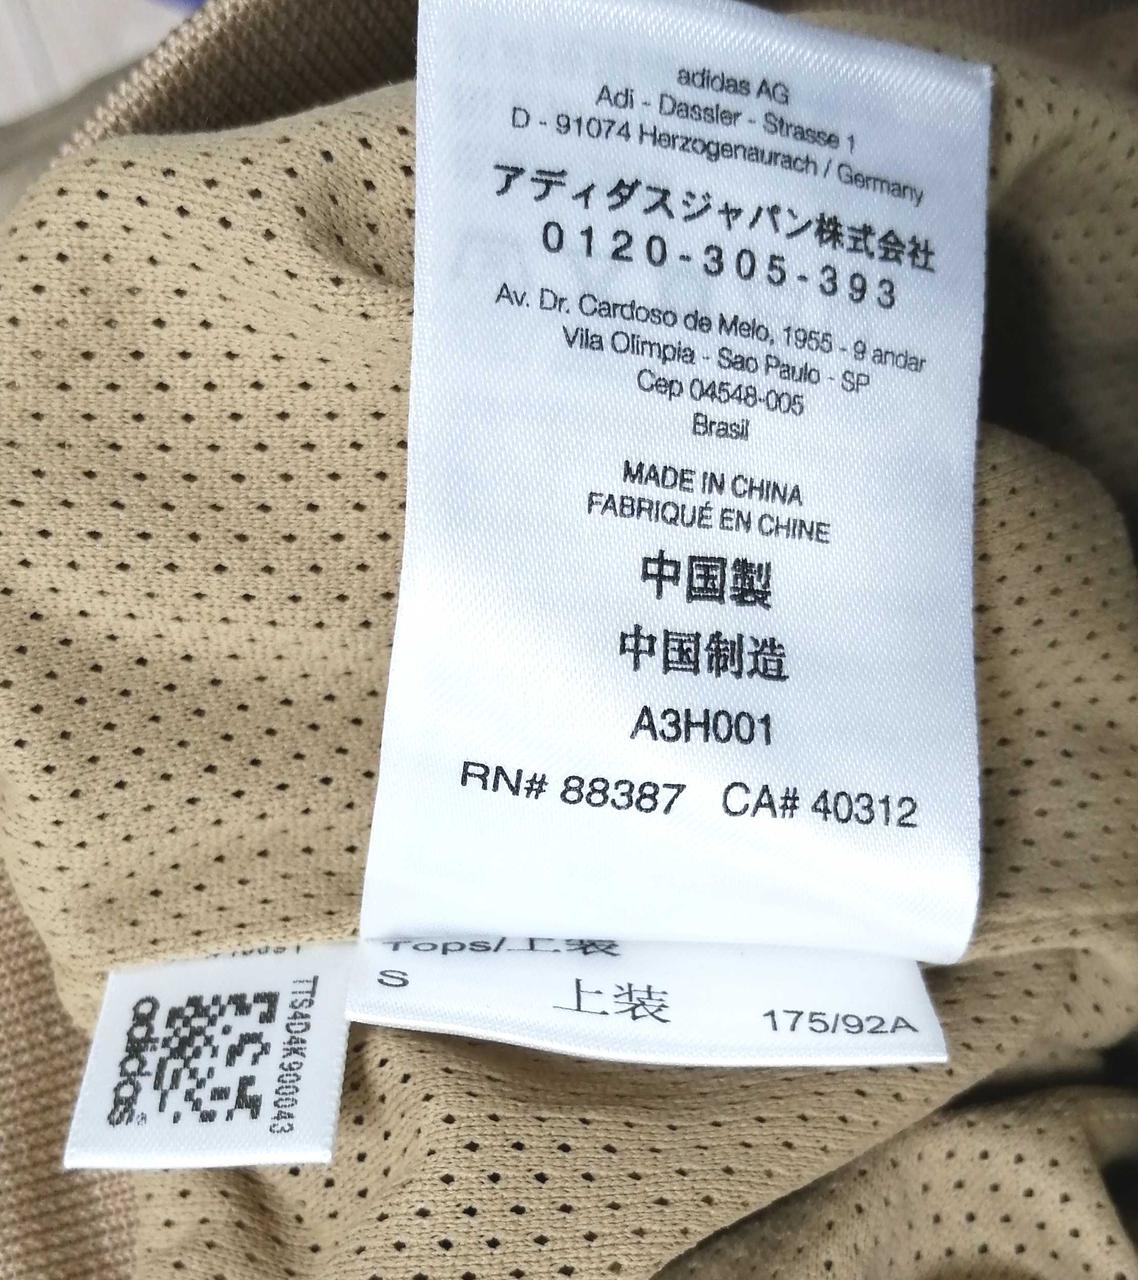 adidas AG
Adi - Dassler - Strasse 1
D - 91074 Herzogenaurach / Germany
アディダスジャパン株式会社
0120-305-393
Av. Dr. Cardoso de Melo, 1955 - 9 andar
Vila Olimpia - Sao Paulo - SP
Cep 04548-005
Brasil
MADE IN CHINA
FABRIQUÉ EN CHINE
中国製
中国制造
A3H001
RN# 88387 CA# 40312
Tops/上装
S 上装 175/92A
adidas
TTS4D4K900043